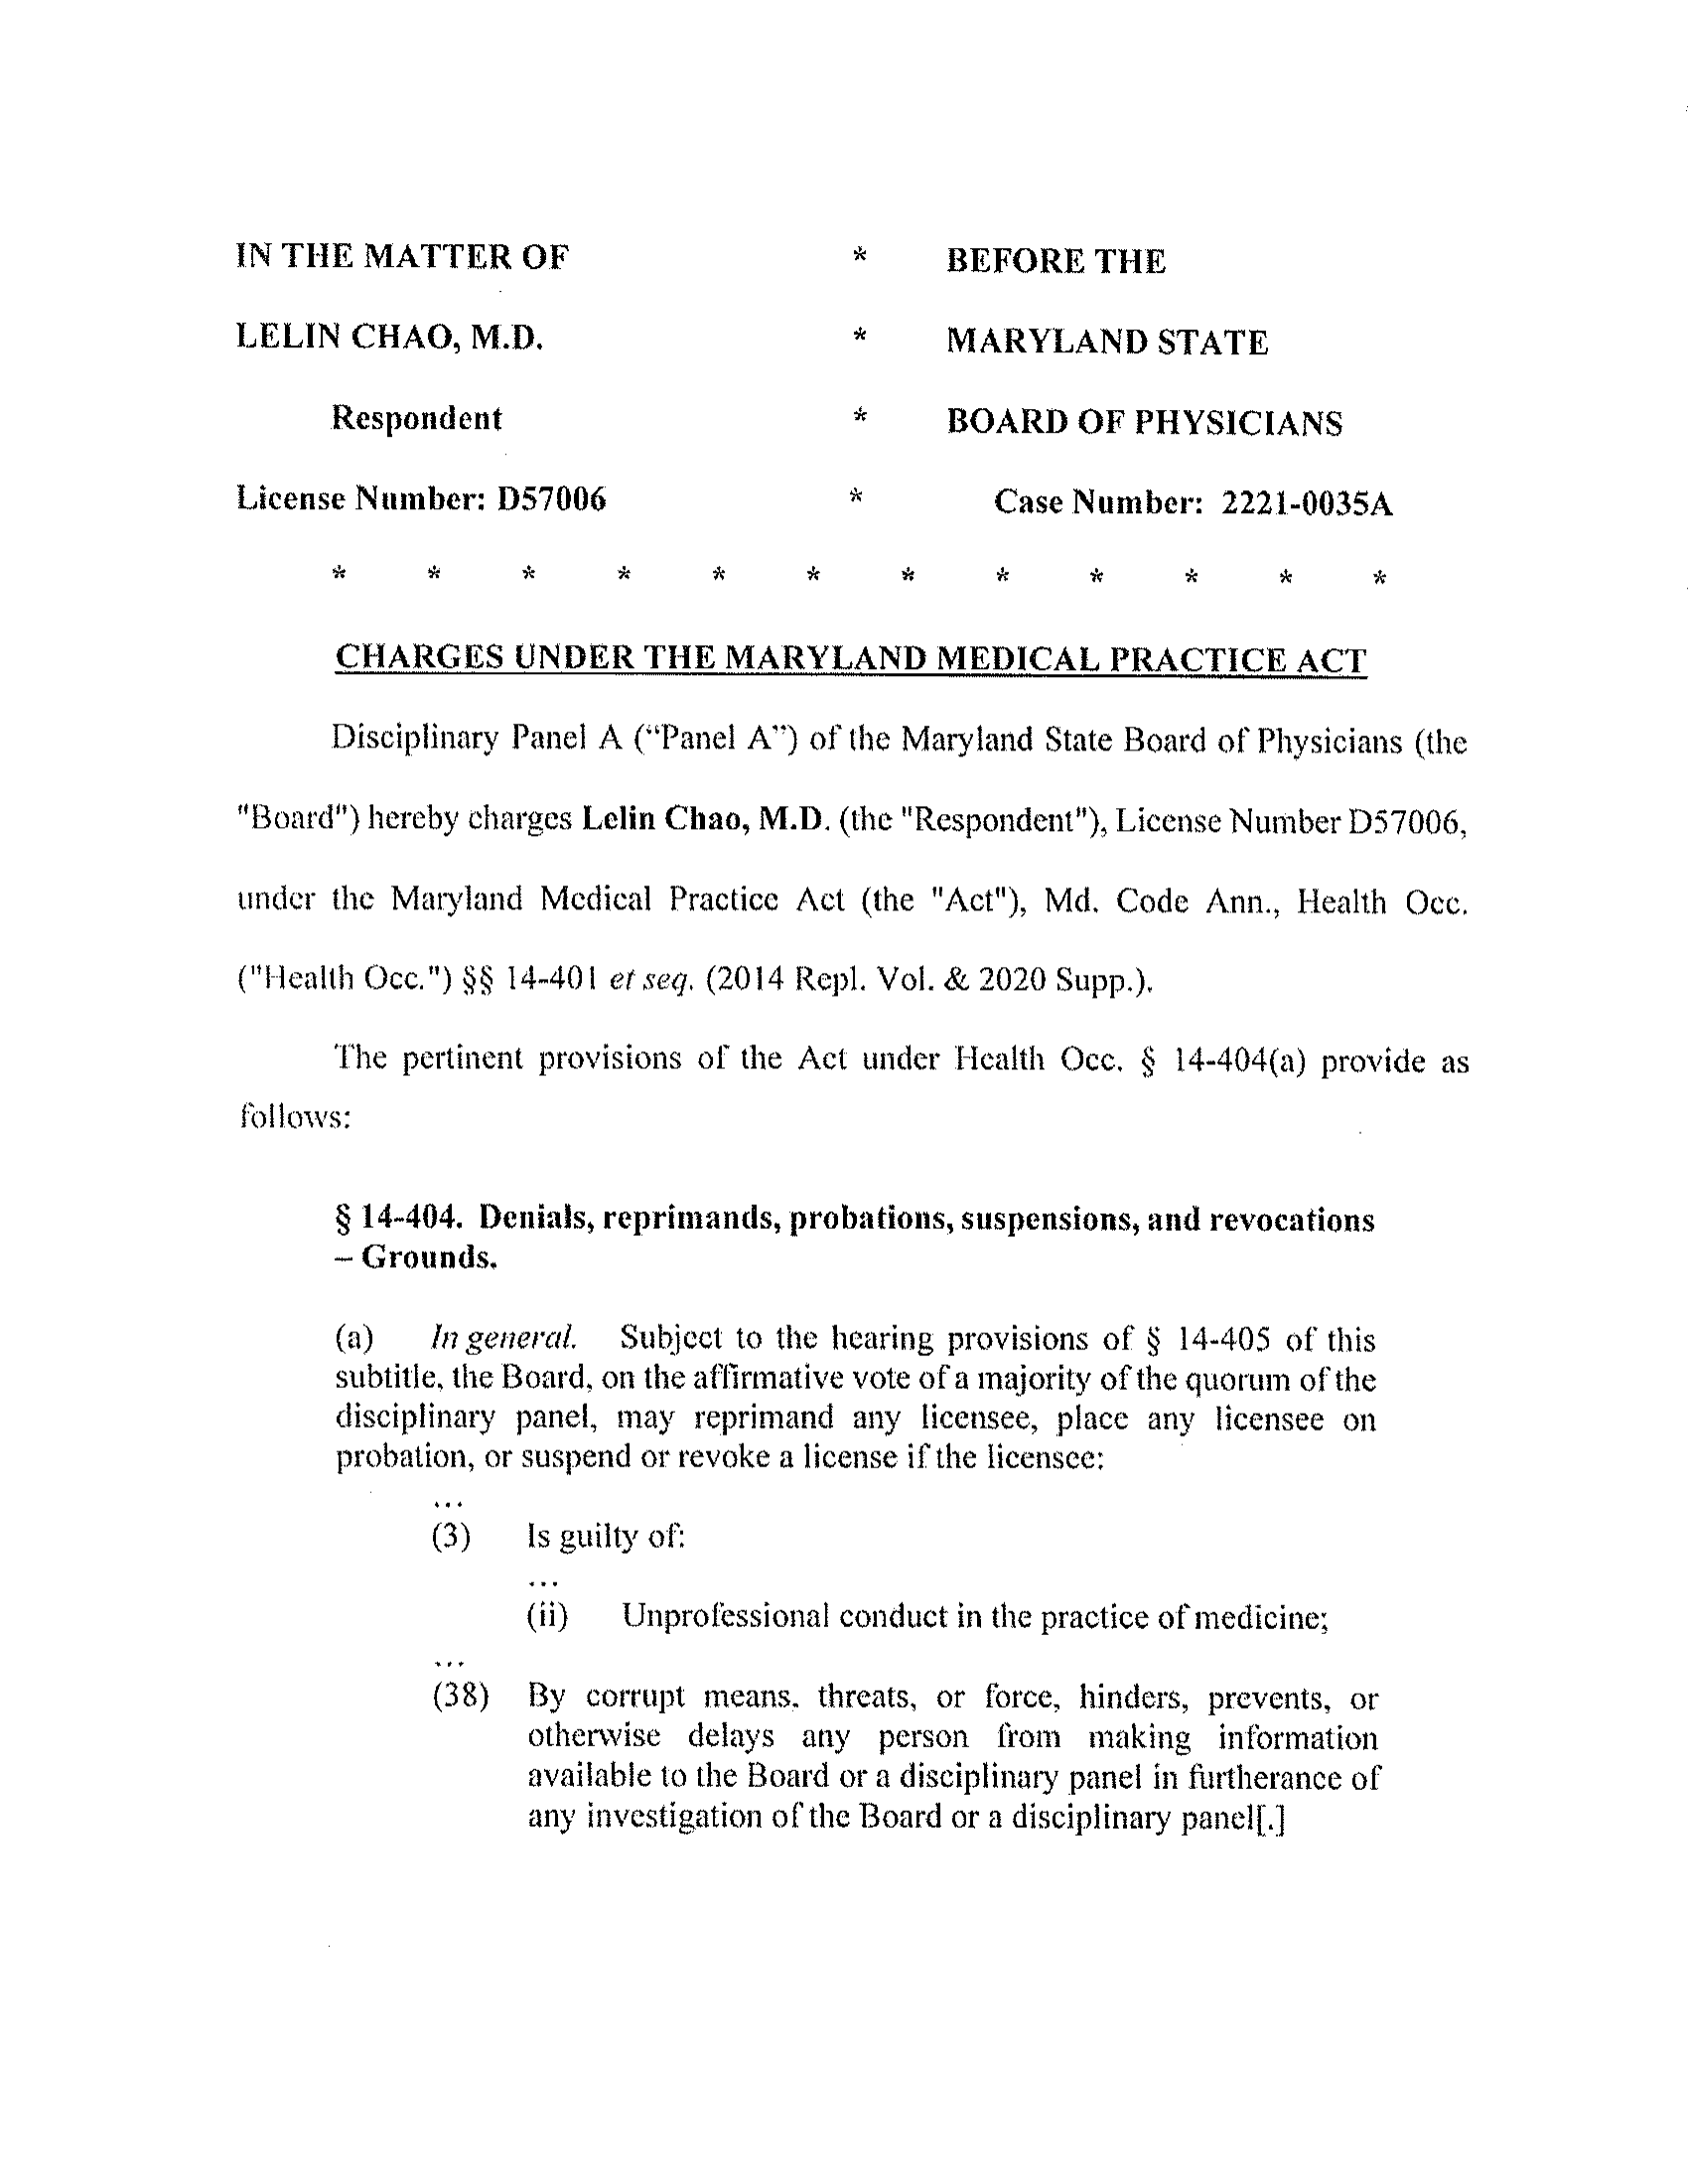 IN THE MATTER OF * BEFORE THE
LELIN CHAO, M.D. * MARYLAND STATE
Respondent * BOARD OF PHYSICIANS
License Number: D57006 * Case Number: 2221-0035A
* * * * * * * * * * * *
CHARGES UNDER THE MARYLAND MEDICAL PRACTICE ACT
Disciplinary Panel A (“Panel A”) of the Maryland State Board of Physicians (the
"Board") hereby charges Lelin Chao, M.D. (the "Respondent"), License Number D57006,
under the Maryland Medical Practice Act (the "Act"), Md. Code Ann., Health Occ.
("Health Occ.") §§ 14-401 et seq. (2014 Repl. Vol. & 2020 Supp.).
The pertinent provisions of the Act under Health Occ. § 14-404(a) provide as
follows:
§ 14-404. Denials, reprimands, probations, suspensions, and revocations
– Grounds.
(a) In general. Subject to the hearing provisions of § 14-405 of this
subtitle, the Board, on the affirmative vote of a majority of the quorum of the
disciplinary panel, may reprimand any licensee, place any licensee on
probation, or suspend or revoke a license if the licensee:
...
(3) Is guilty of:
...
(ii) Unprofessional conduct in the practice of medicine;
...
(38) By corrupt means, threats, or force, hinders, prevents, or
otherwise delays any person from making information
available to the Board or a disciplinary panel in furtherance of
any investigation of the Board or a disciplinary panel[.]